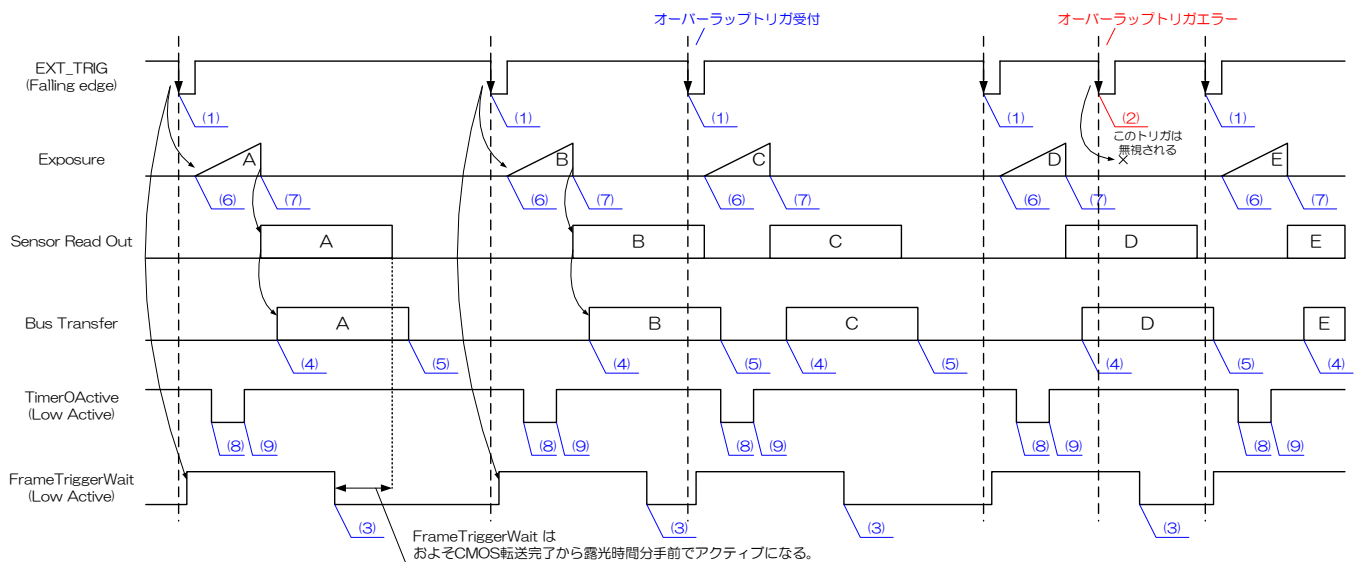 オーバーラップトリガ受付
オーバーラップトリガエラー
EXT_TRIG
(Falling edge)
(1)
(1)
(1)
(1)
(2)
(1)
このトリガは
無視される
×
Exposure
A
B
C
D
E
(6)
(7)
(6)
(7)
(6)
(7)
(6)
(7)
(6)
(7)
Sensor Read Out
A
B
C
D
E
Bus Transfer
A
B
C
D
E
(4)
(5)
(4)
(5)
(4)
(5)
(4)
(5)
(4)
Timer0Active
(Low Active)
(8)
(9)
(8)
(9)
(8)
(9)
(8)
(9)
(8)
(9)
FrameTriggerWait
(Low Active)
(3)
(3)
(3)
(3)
FrameTriggerWait は
およそCMOS転送完了から露光時間分手前でアクティブになる。